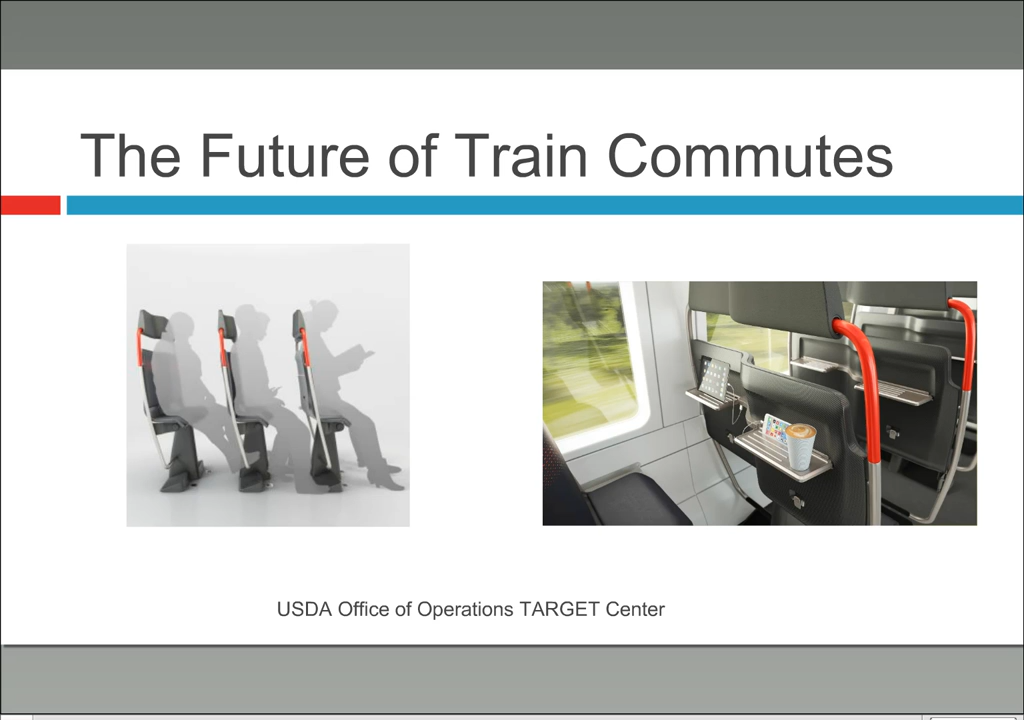 The Future of Train Commutes
USDA Office of Operations TARGET Center